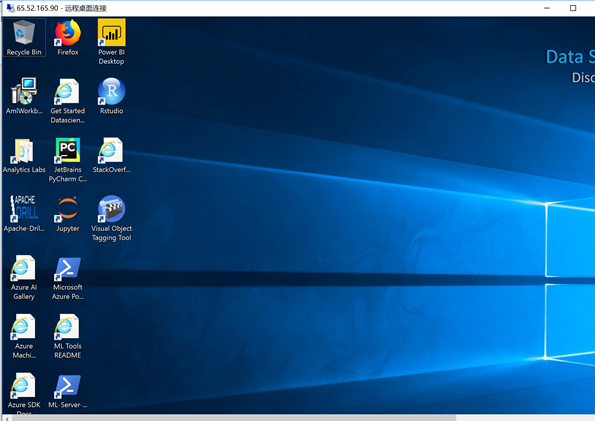 65.52.165.90 - 远程桌面连接
Recycle Bin
Firefox
Power BI
Desktop
Data S
Disc
AmlWorkb...
Get Started
Datascien...
R
Rstudio
Analytics Labs
PC
JetBrains
PyCharm C...
StackOverf...
APACHE
DRILL
Apache-Dril...
Jupyter
Visual Object
Tagging Tool
Azure AI
Gallery
Microsoft
Azure Po...
Azure
Machi...
ML Tools
README
Azure SDK
Docs
ML-Server-...